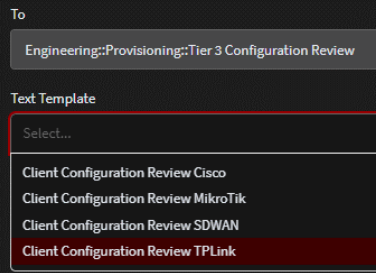 To
Engineering::Provisioning::Tier 3 Configuration Review
Text Template
Select...
Client Configuration Review Cisco
Client Configuration Review MikroTik
Client Configuration Review SDWAN
Client Configuration Review TPLink